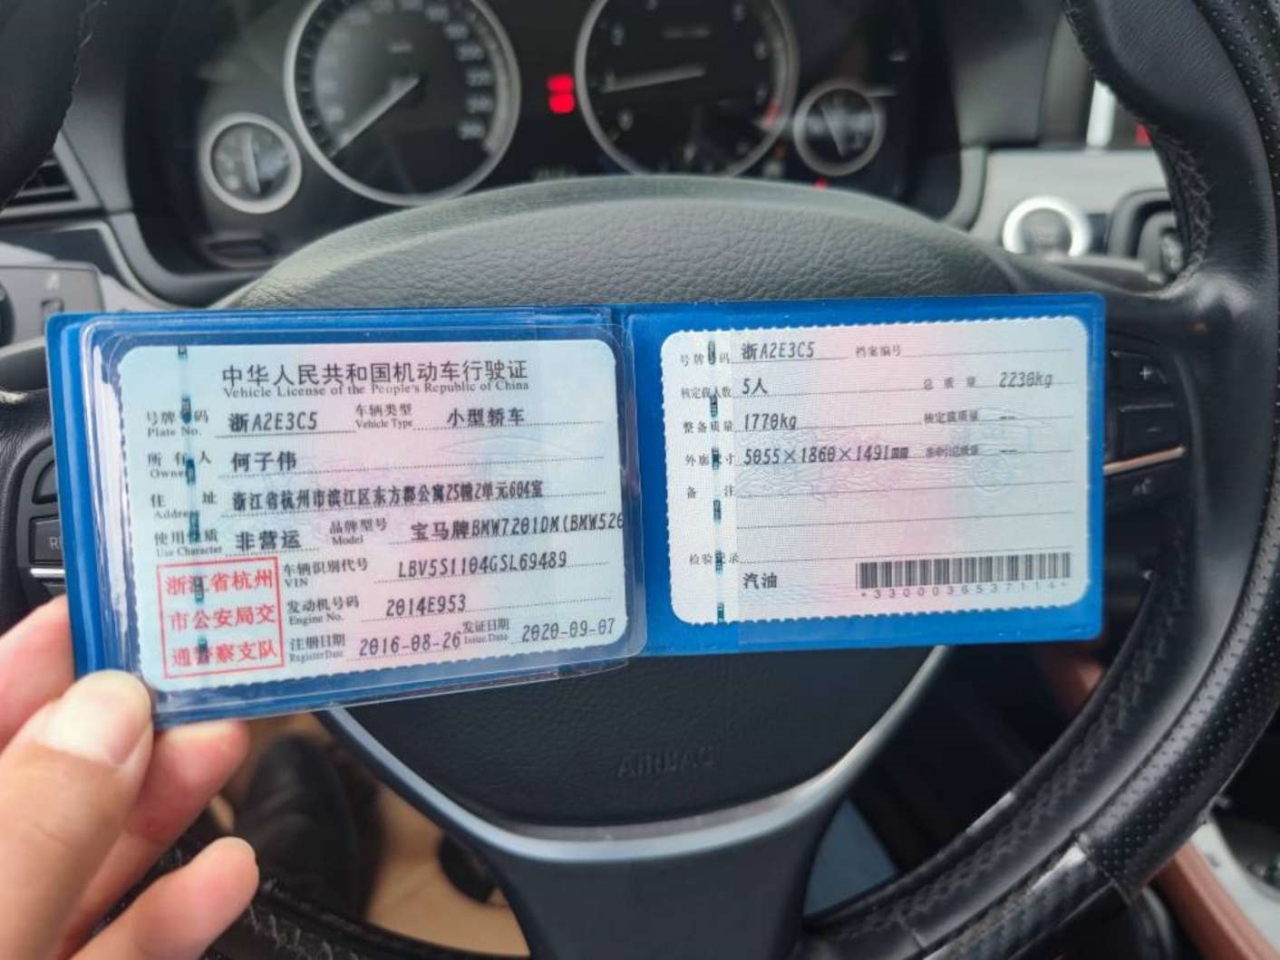 中华人民共和国机动车行驶证
Vehicle License of the People's Republic of China
号牌号码 浙A2E3C5 车辆类型 小型轿车
Plate No. Vehicle Type
所有人 何子伟
Owner
住址 浙江省杭州市滨江区东方郡公寓25幢2单元604室
Address
使用性质 非营运 品牌型号 宝马牌BMW7201DM(BMW526
Use Character Model
浙江省杭州
市公安局交
通警察支队
车辆识别代号 LBV5S1104GSL69489
VIN
发动机号码 2014E953
Engine No.
注册日期 2016-08-26 发证日期 2020-09-07
Register Date Issue Date
号牌号码 浙A2E3C5 档案编号
核定载人数 5人 总质量 2230kg
整备质量 1770kg 核定载质量 --
外廓尺寸 5055×1860×1491 --
备注
检验记录
汽油
*3300036537114*
AIRBAG